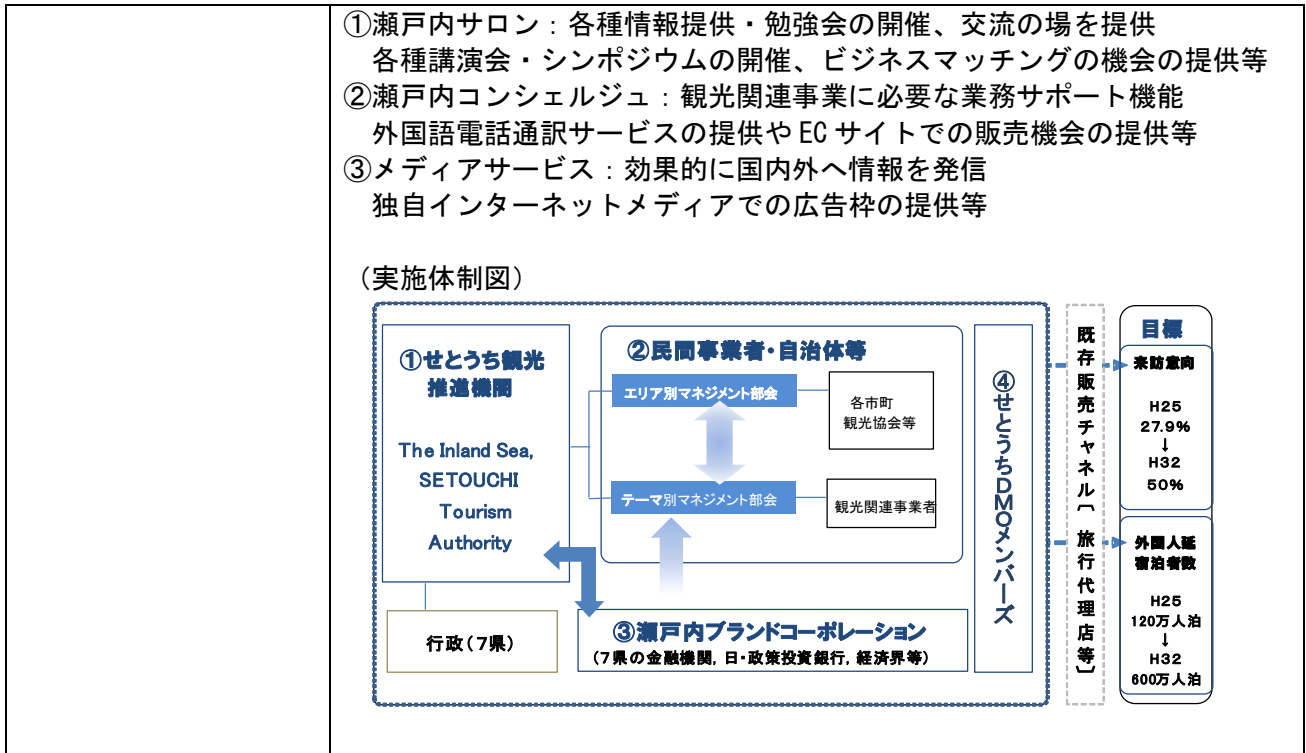 ①瀬戸内サロン：各種情報提供・勉強会の開催、交流の場を提供
各種講演会・シンポジウムの開催、ビジネスマッチングの機会の提供等
②瀬戸内コンシェルジュ：観光関連事業に必要な業務サポート機能
外国語電話通訳サービスの提供や EC サイトでの販売機会の提供等
③メディアサービス：効果的に国内外へ情報を発信
独自インターネットメディアでの広告枠の提供等
（実施体制図）
①せとうち観光
推進機関
The Inland Sea,
SETOUCHI
Tourism
Authority
行政（7県）
②民間事業者・自治体等
エリア別マネジメント部会
各市町
観光協会等
テーマ別マネジメント部会
観光関連事業者
③瀬戸内ブランドコーポレーション
（7県の金融機関，日・政策投資銀行，経済界等）
④せとうちDMOメンバーズ
既存販売チャネル〔旅行代理店等〕
目標
来訪意向
H25
27.9%
↓
H32
50%
外国人延
宿泊者数
H25
120万人泊
↓
H32
600万人泊